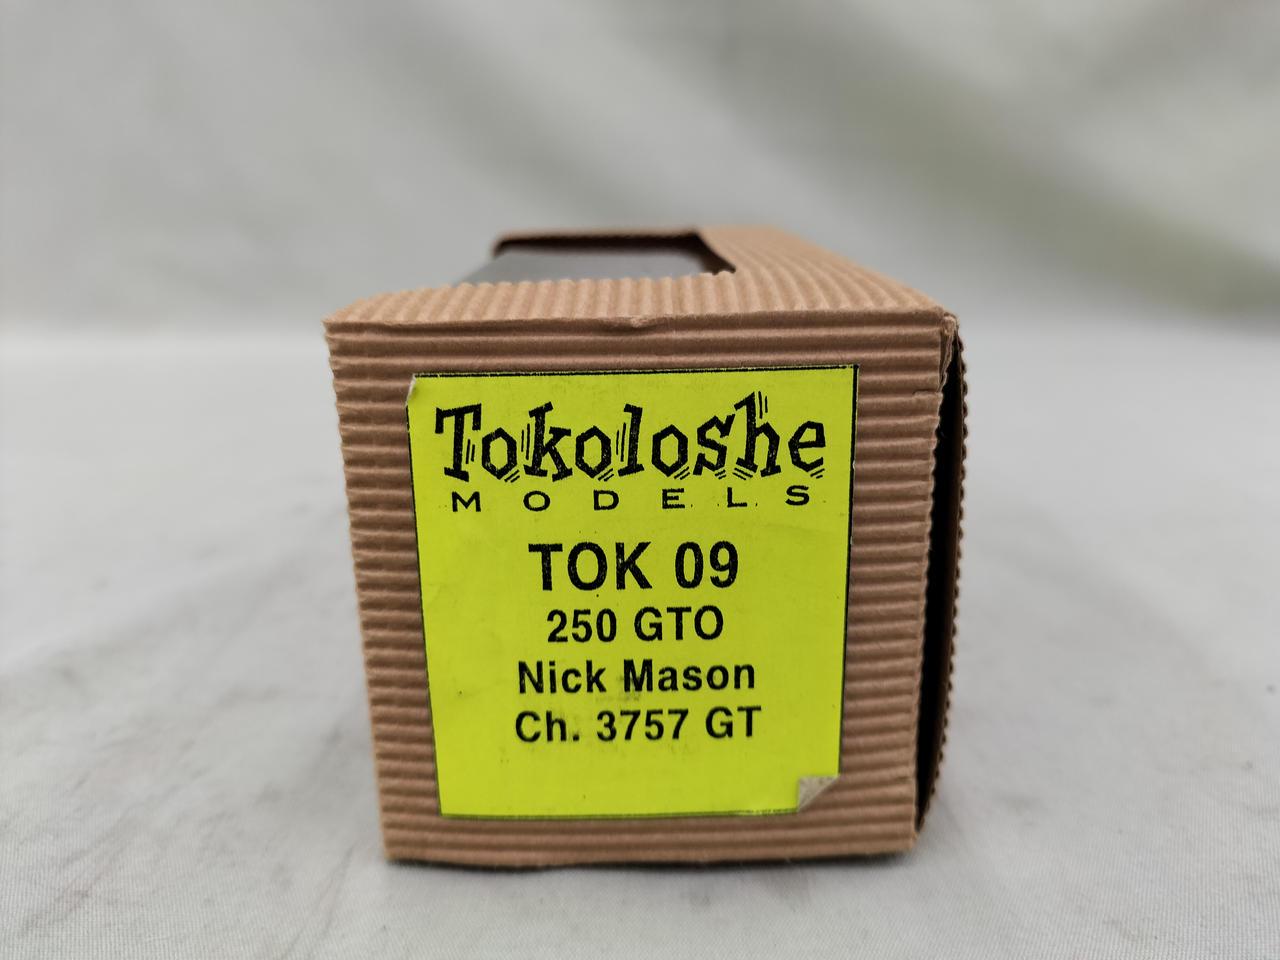 Tokoloshe
MODELS
TOK 09
250 GTO
Nick Mason
Ch. 3757 GT